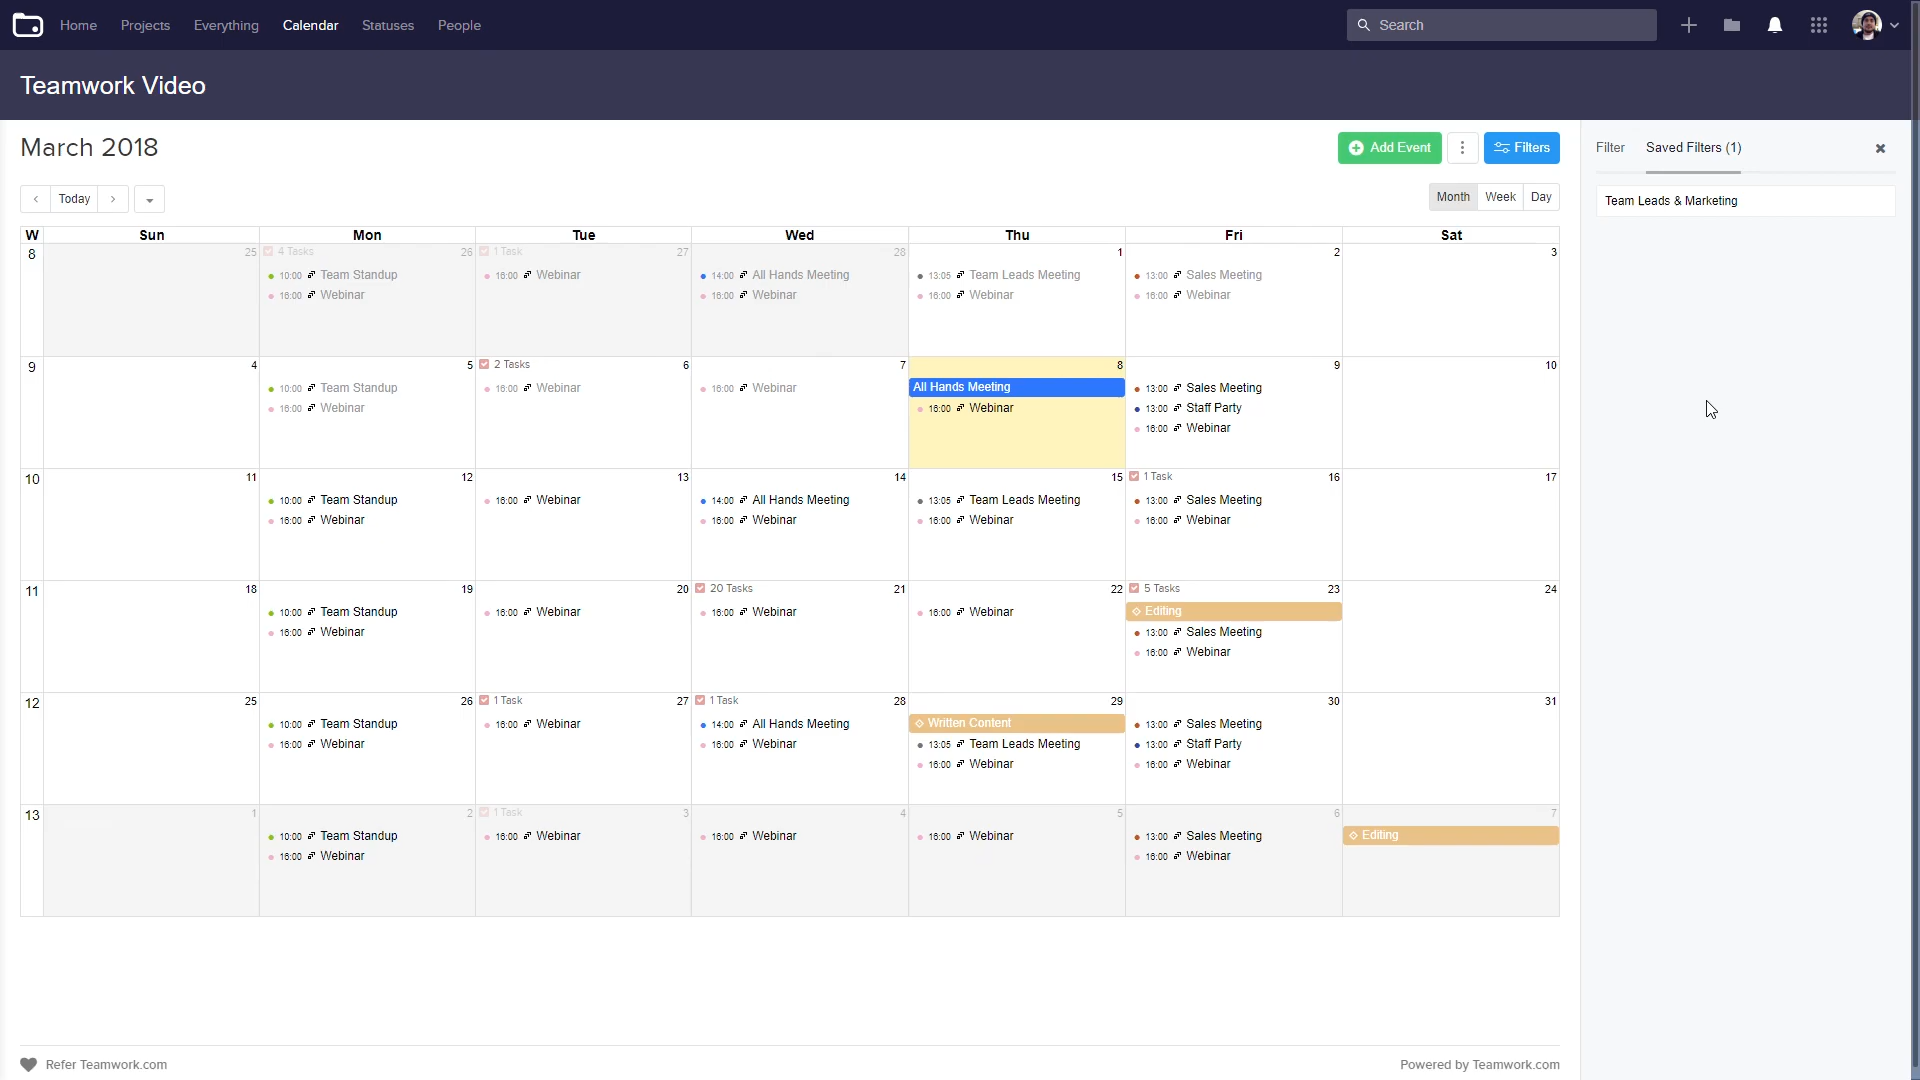 Home Projects Everything Calendar Statuses People Search
Teamwork Video
March 2018 Add Event Filters
Filter Saved Filters (1)
Today Month Week Day
Team Leads & Marketing
W Sun Mon Tue Wed Thu Fri Sat
8 25 4 Tasks 26 1 Task 27 28 1 2 3
10:00 Team Standup 16:00 Webinar 14:00 All Hands Meeting 13:05 Team Leads Meeting 13:00 Sales Meeting
16:00 Webinar 16:00 Webinar 16:00 Webinar 16:00 Webinar
9 4 5 2 Tasks 6 7 8 9 10
10:00 Team Standup 16:00 Webinar 16:00 Webinar All Hands Meeting 13:00 Sales Meeting
16:00 Webinar 16:00 Webinar 13:00 Staff Party
16:00 Webinar
10 11 12 13 14 15 1 Task 16 17
10:00 Team Standup 16:00 Webinar 14:00 All Hands Meeting 13:05 Team Leads Meeting 13:00 Sales Meeting
16:00 Webinar 16:00 Webinar 16:00 Webinar 16:00 Webinar
11 18 19 20 20 Tasks 21 22 5 Tasks 23 24
10:00 Team Standup 16:00 Webinar 16:00 Webinar 16:00 Webinar Editing
16:00 Webinar 13:00 Sales Meeting
16:00 Webinar
12 25 26 1 Task 27 1 Task 28 29 30 31
10:00 Team Standup 16:00 Webinar 14:00 All Hands Meeting Written Content 13:00 Sales Meeting
16:00 Webinar 16:00 Webinar 13:05 Team Leads Meeting 13:00 Staff Party
16:00 Webinar 16:00 Webinar
13 1 2 1 Task 3 4 5 6 7
10:00 Team Standup 16:00 Webinar 16:00 Webinar 16:00 Webinar 13:00 Sales Meeting Editing
16:00 Webinar 16:00 Webinar
Refer Teamwork.com Powered by Teamwork.com